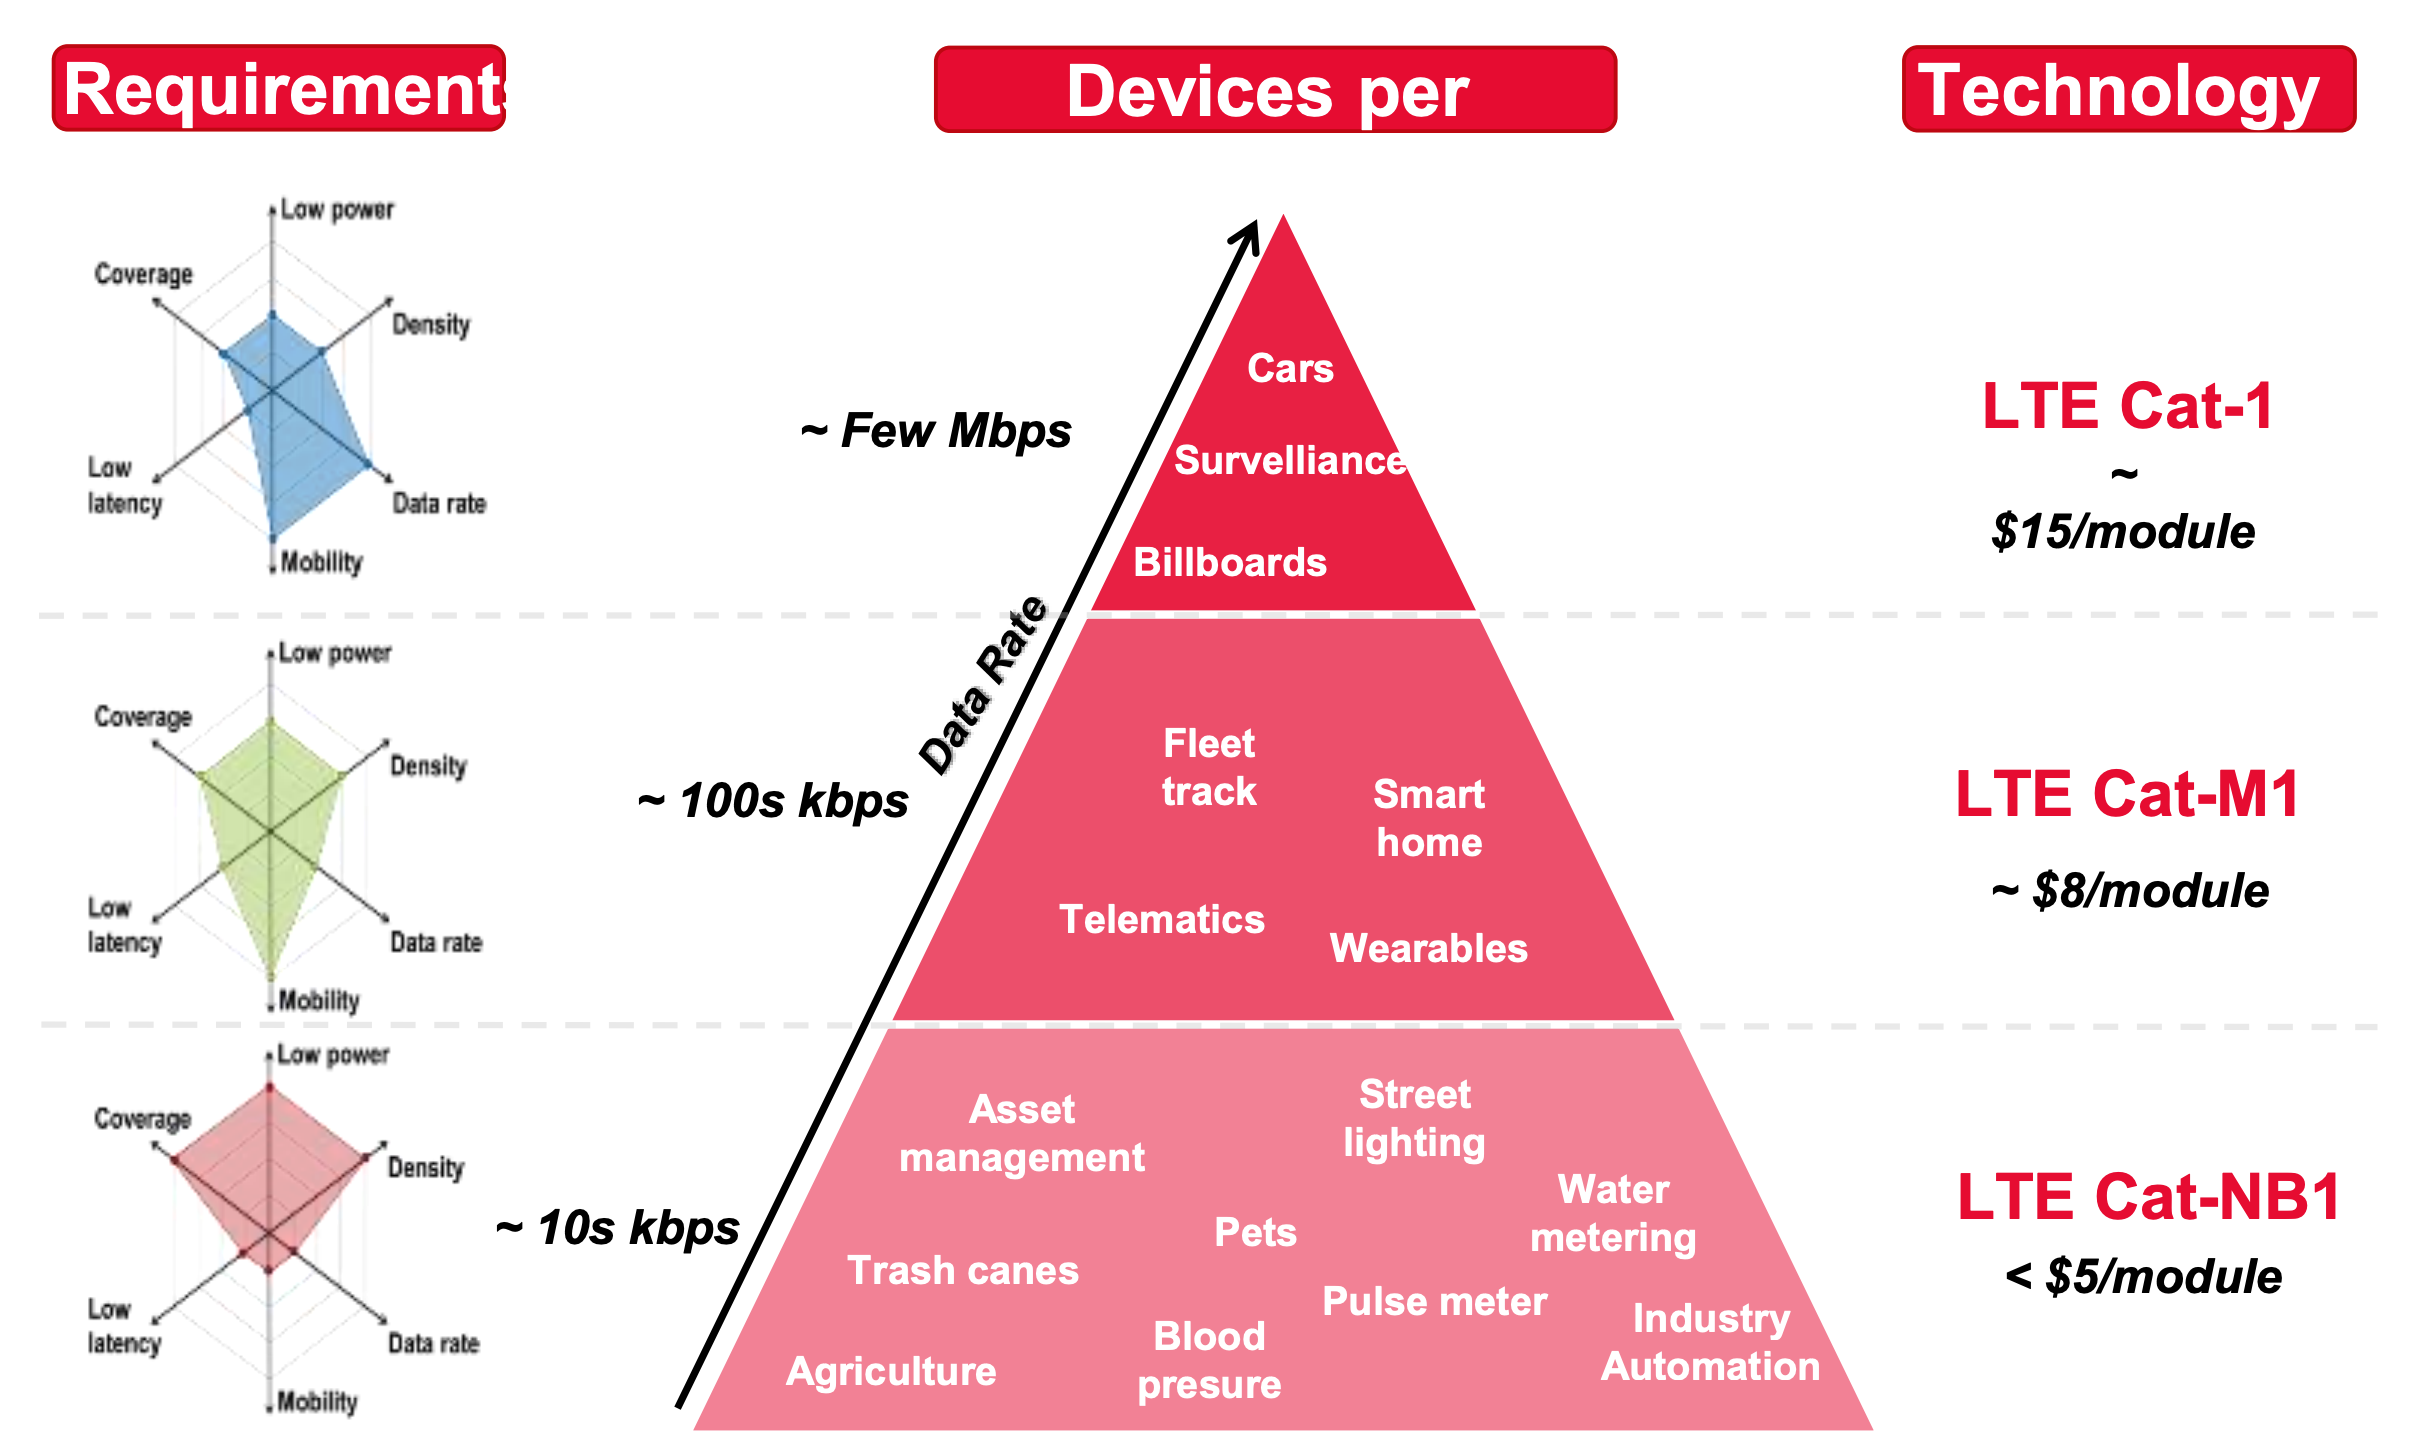 Requirements
Devices per
Technology
Low power
Coverage
Density
Low
latency
Data rate
Mobility
~ Few Mbps
Cars
Survelliance
Billboards
LTE Cat-1
~
$15/module
Data Rate
Low power
Coverage
Density
Low
latency
Data rate
Mobility
~ 100s kbps
Fleet
track
Smart
home
Telematics
Wearables
LTE Cat-M1
~ $8/module
Low power
Coverage
Density
Low
latency
Data rate
Mobility
~ 10s kbps
Asset
management
Street
lighting
Water
metering
Pets
Trash canes
Pulse meter
Industry
Automation
Blood
presure
Agriculture
LTE Cat-NB1
< $5/module